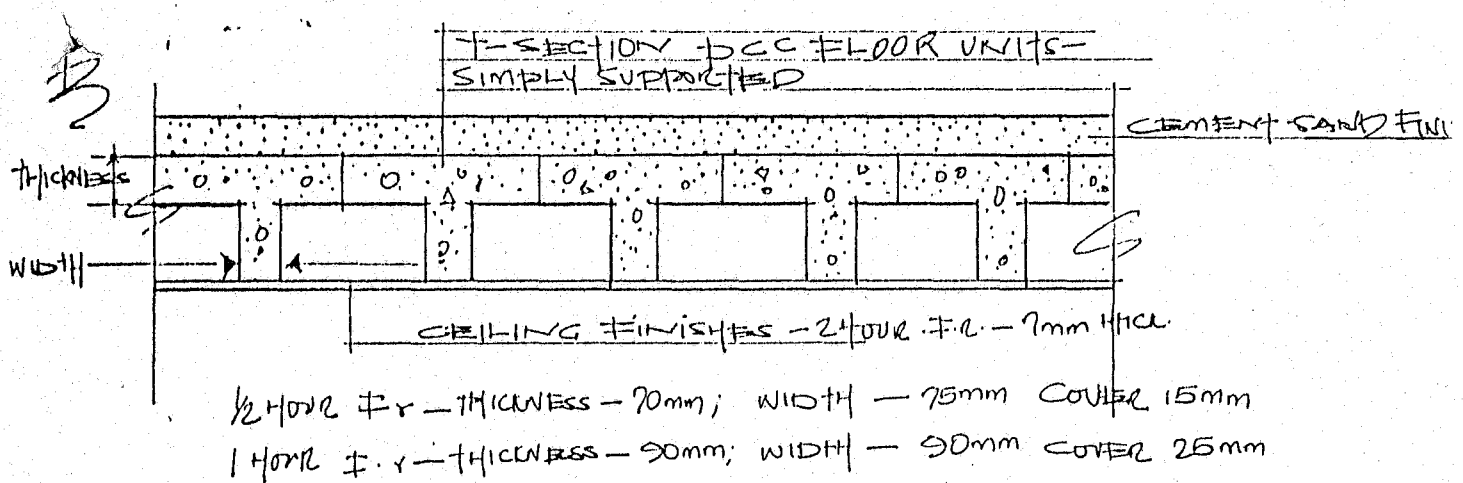 T-SECTION PCC FLOOR UNITS-
SIMPLY SUPPORTED
CEMENT SAND FINI
THICKNESS
WIDTH
CEILING FINISHES - 2 HOUR. F.R. - 7mm THICK.
1/2 HOUR F r - THICKNESS - 70mm; WIDTH - 75mm COVER 15mm
1 HOUR F. r - THICKNESS - 90mm; WIDTH - 90mm COVER 25mm